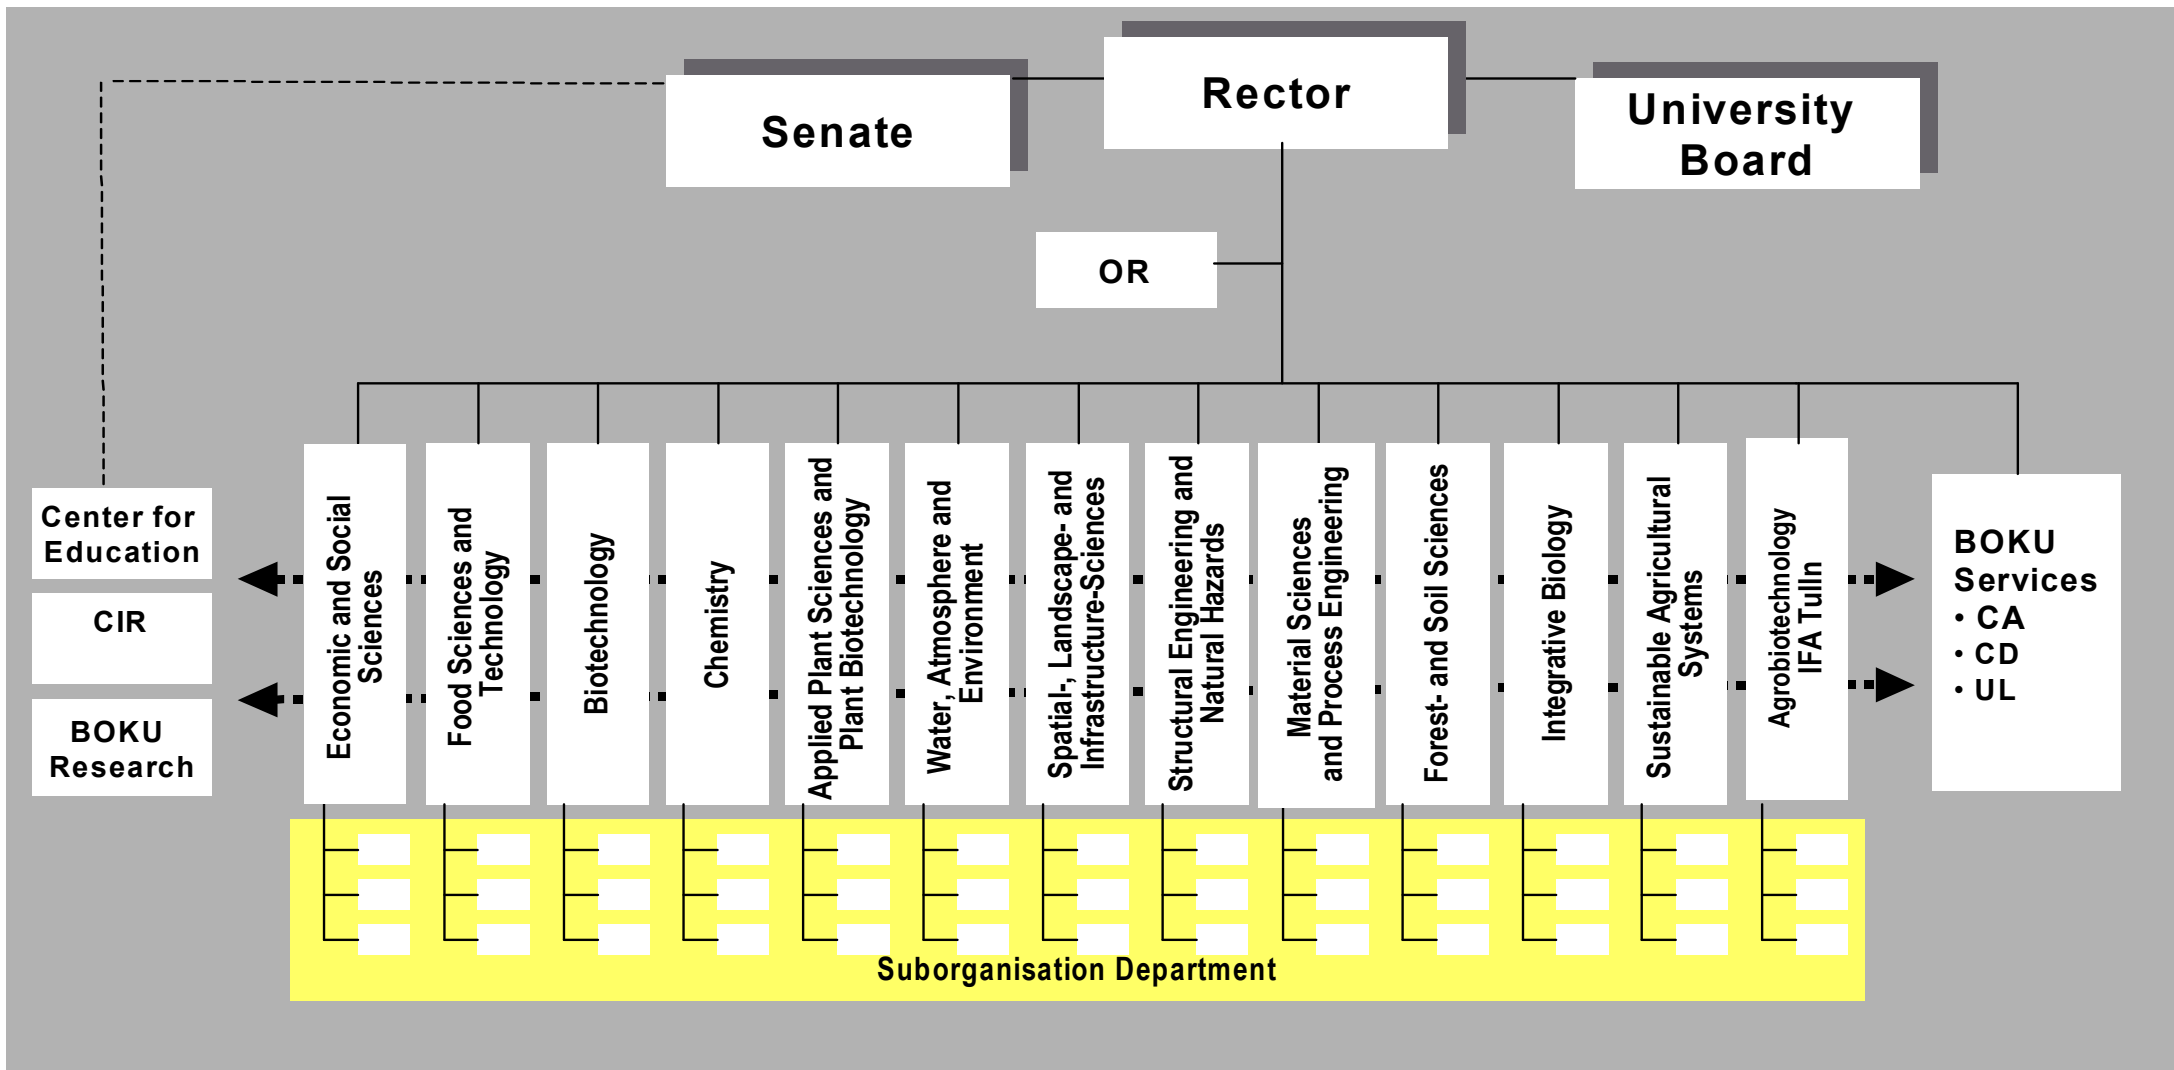 Rector
Senate
University
Board
OR
Center for
Education
CIR
BOKU
Research
Economic and Social
Sciences
Food Sciences and
Technology
Biotechnology
Chemistry
Applied Plant Sciences and
Plant Biotechnology
Water, Atmosphere and
Environment
Spatial-, Landscape- and
Infrastructure-Sciences
Structural Engineering and
Natural Hazards
Material Sciences
and Process Engineering
Forest- and Soil Sciences
Integrative Biology
Sustainable Agricultural
Systems
Agrobiotechnology
IFA Tulln
BOKU
Services
• CA
• CD
• UL
Suborganisation Department